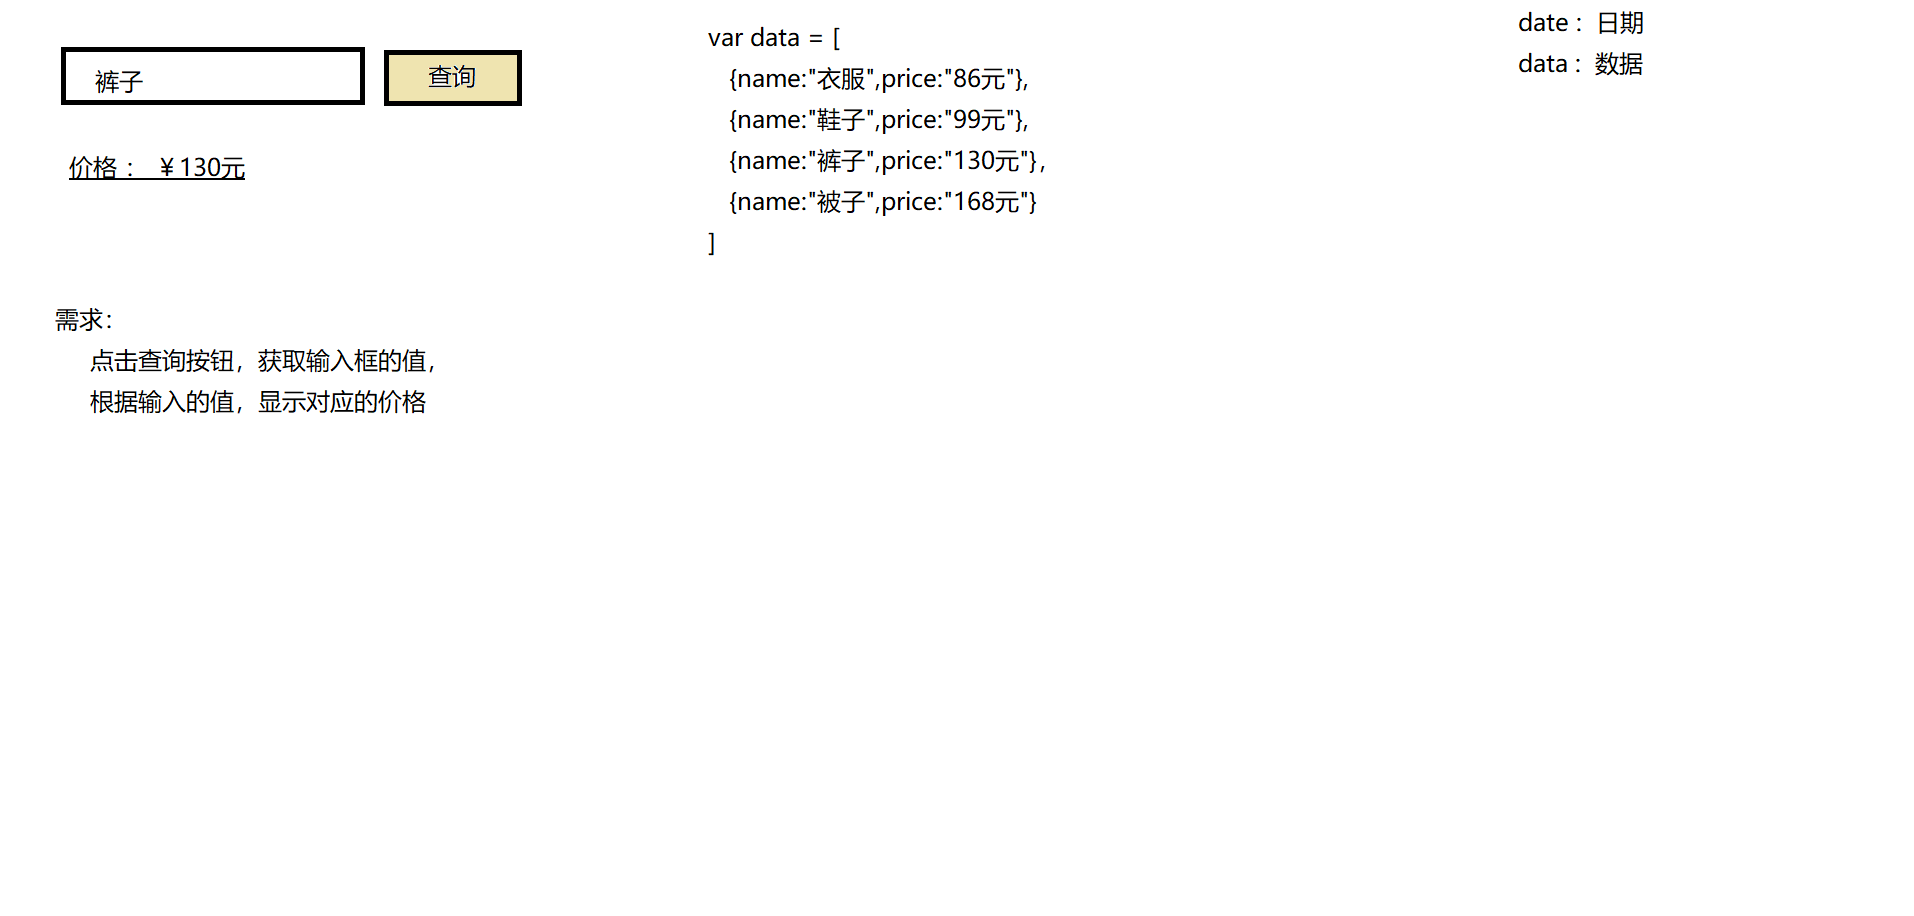 裤子
查询
价格 ： ￥130元
需求：
点击查询按钮，获取输入框的值，
根据输入的值，显示对应的价格
var data = [
{name:"衣服",price:"86元"},
{name:"鞋子",price:"99元"},
{name:"裤子",price:"130元"},
{name:"被子",price:"168元"}
]
date： 日期
data： 数据